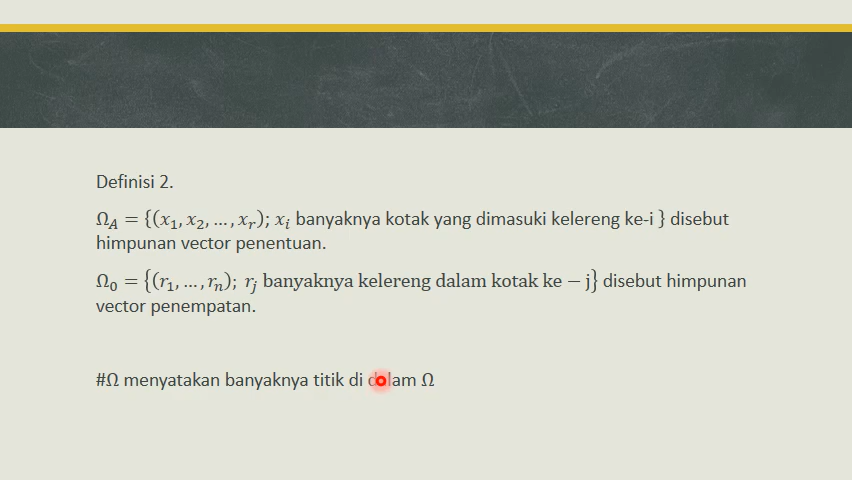 Definisi 2.
Ω_A = {(x_1, x_2, … , x_r); x_i banyaknya kotak yang dimasuki kelereng ke-i } disebut
himpunan vector penentuan.
Ω_0 = {(r_1, … , r_n); r_j banyaknya kelereng dalam kotak ke − j} disebut himpunan
vector penempatan.
#Ω menyatakan banyaknya titik di dalam Ω